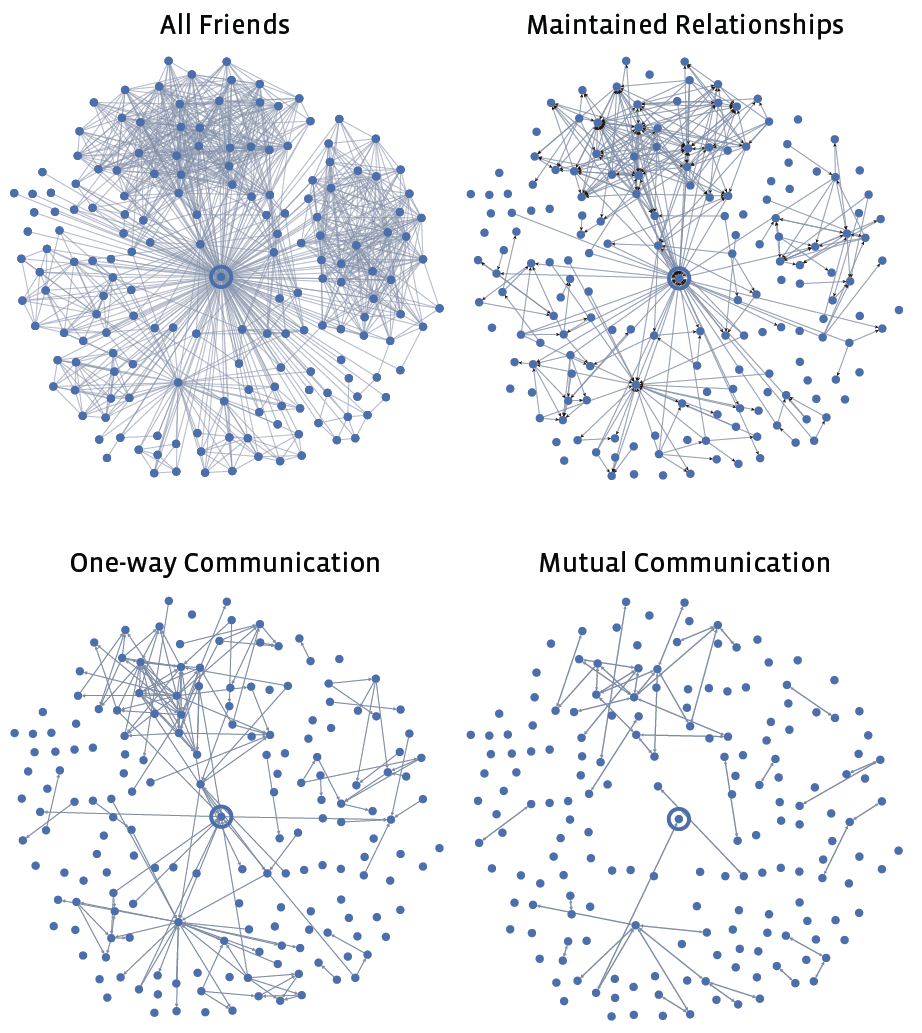 All Friends
Maintained Relationships
One-way Communication
Mutual Communication